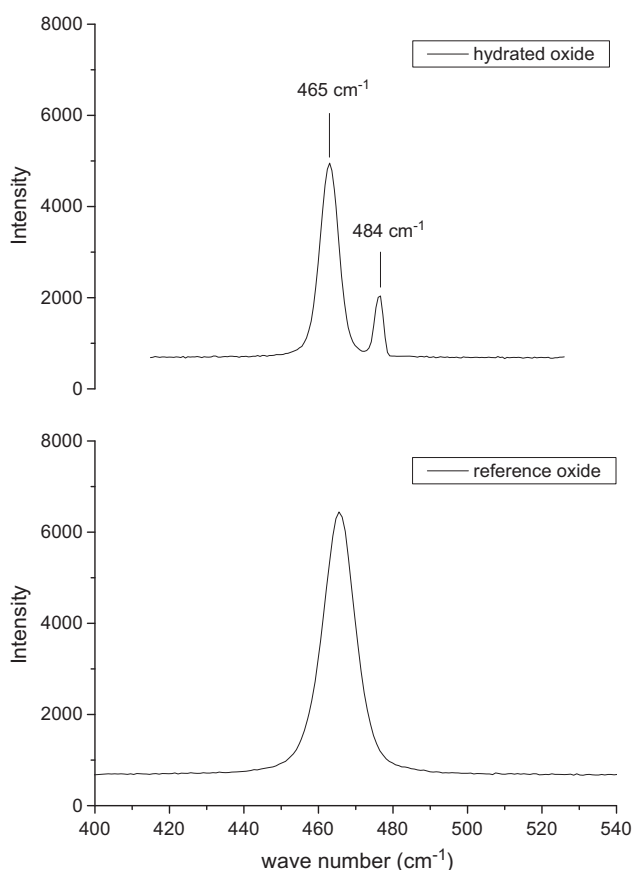 8000
6000
4000
2000
0
Intensity
hydrated oxide
465 cm⁻¹
484 cm⁻¹
8000
6000
4000
2000
0
Intensity
reference oxide
400 420 440 460 480 500 520 540
wave number (cm⁻¹)